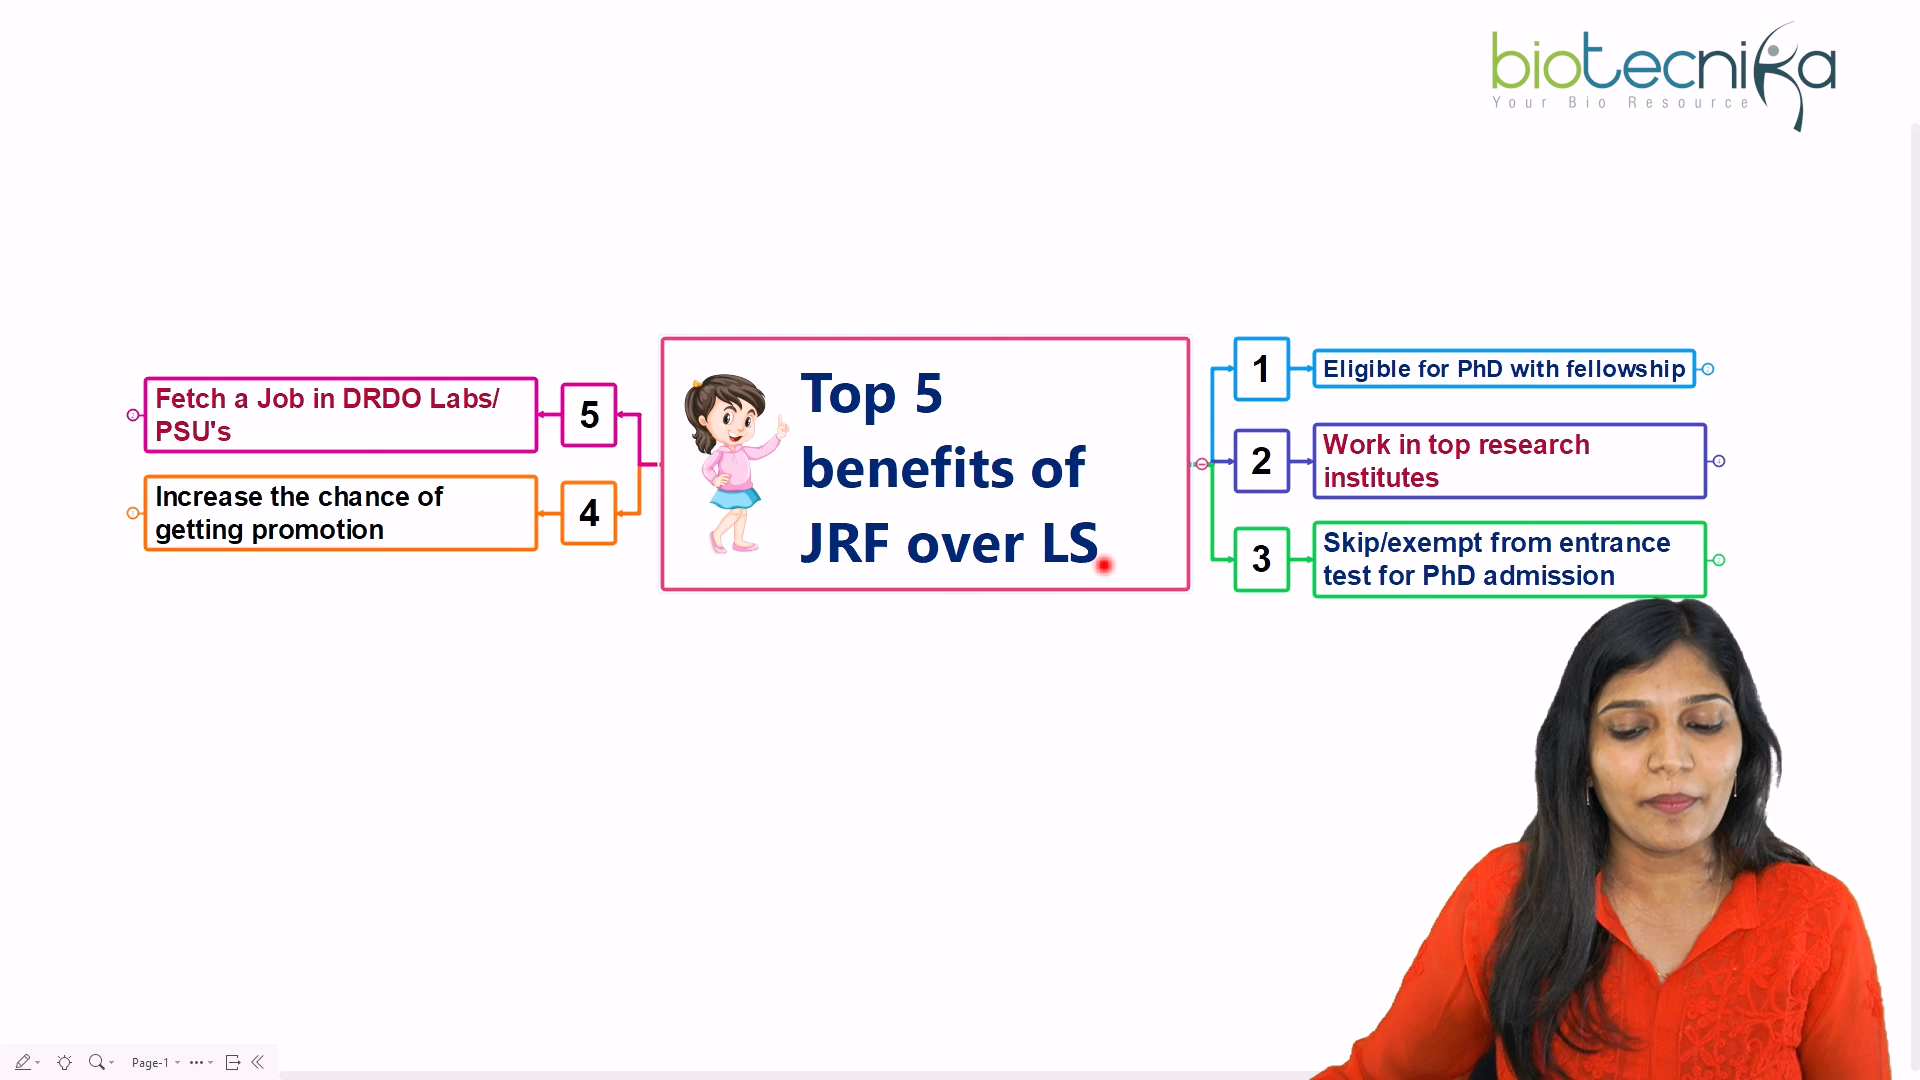 biotecnika
Your Bio Resource
Top 5
benefits of
JRF over LS
1
Eligible for PhD with fellowship
2
Work in top research
institutes
3
Skip/exempt from entrance
test for PhD admission
4
Increase the chance of
getting promotion
5
Fetch a Job in DRDO Labs/
PSU's
Page-1